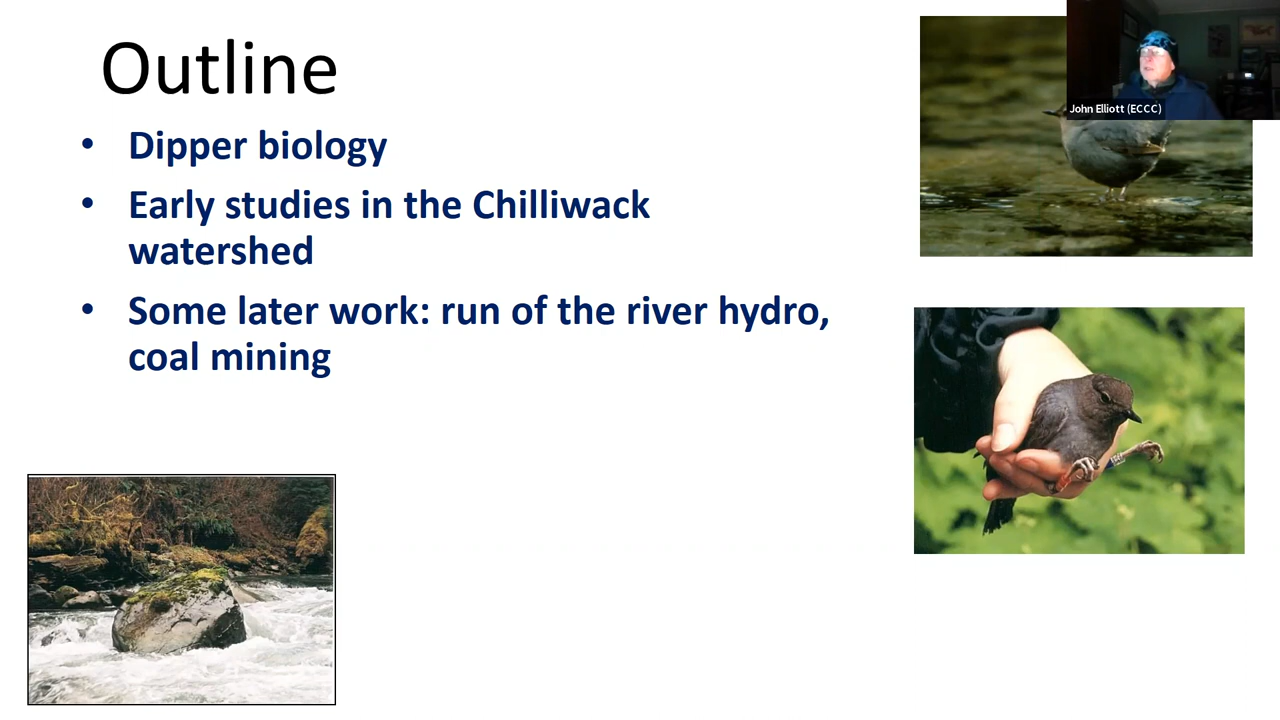 Outline
• Dipper biology
• Early studies in the Chilliwack
watershed
• Some later work: run of the river hydro,
coal mining
John Elliott (ECCC)